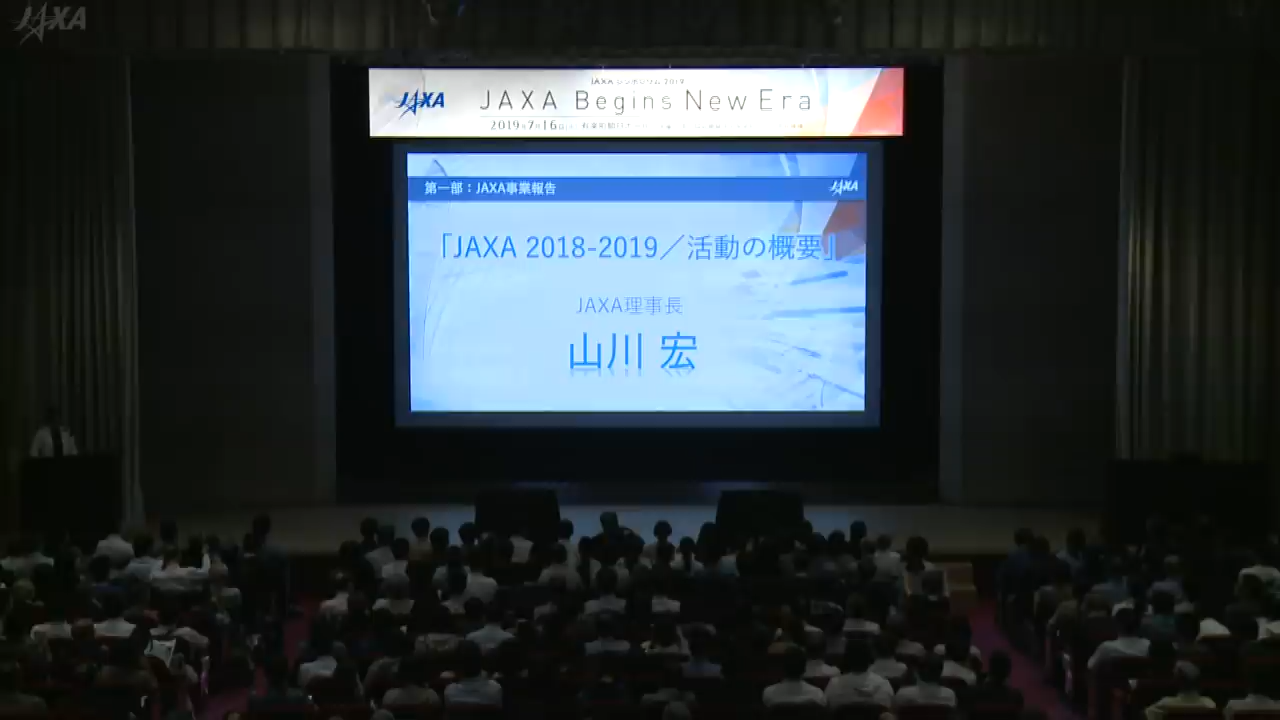 JAXA
JAXA シンポジウム 2019
JAXA
JAXA Begins New Era
2019年7月16日
第一部：JAXA事業報告
JAXA
「JAXA 2018-2019／活動の概要」
JAXA理事長
山川 宏